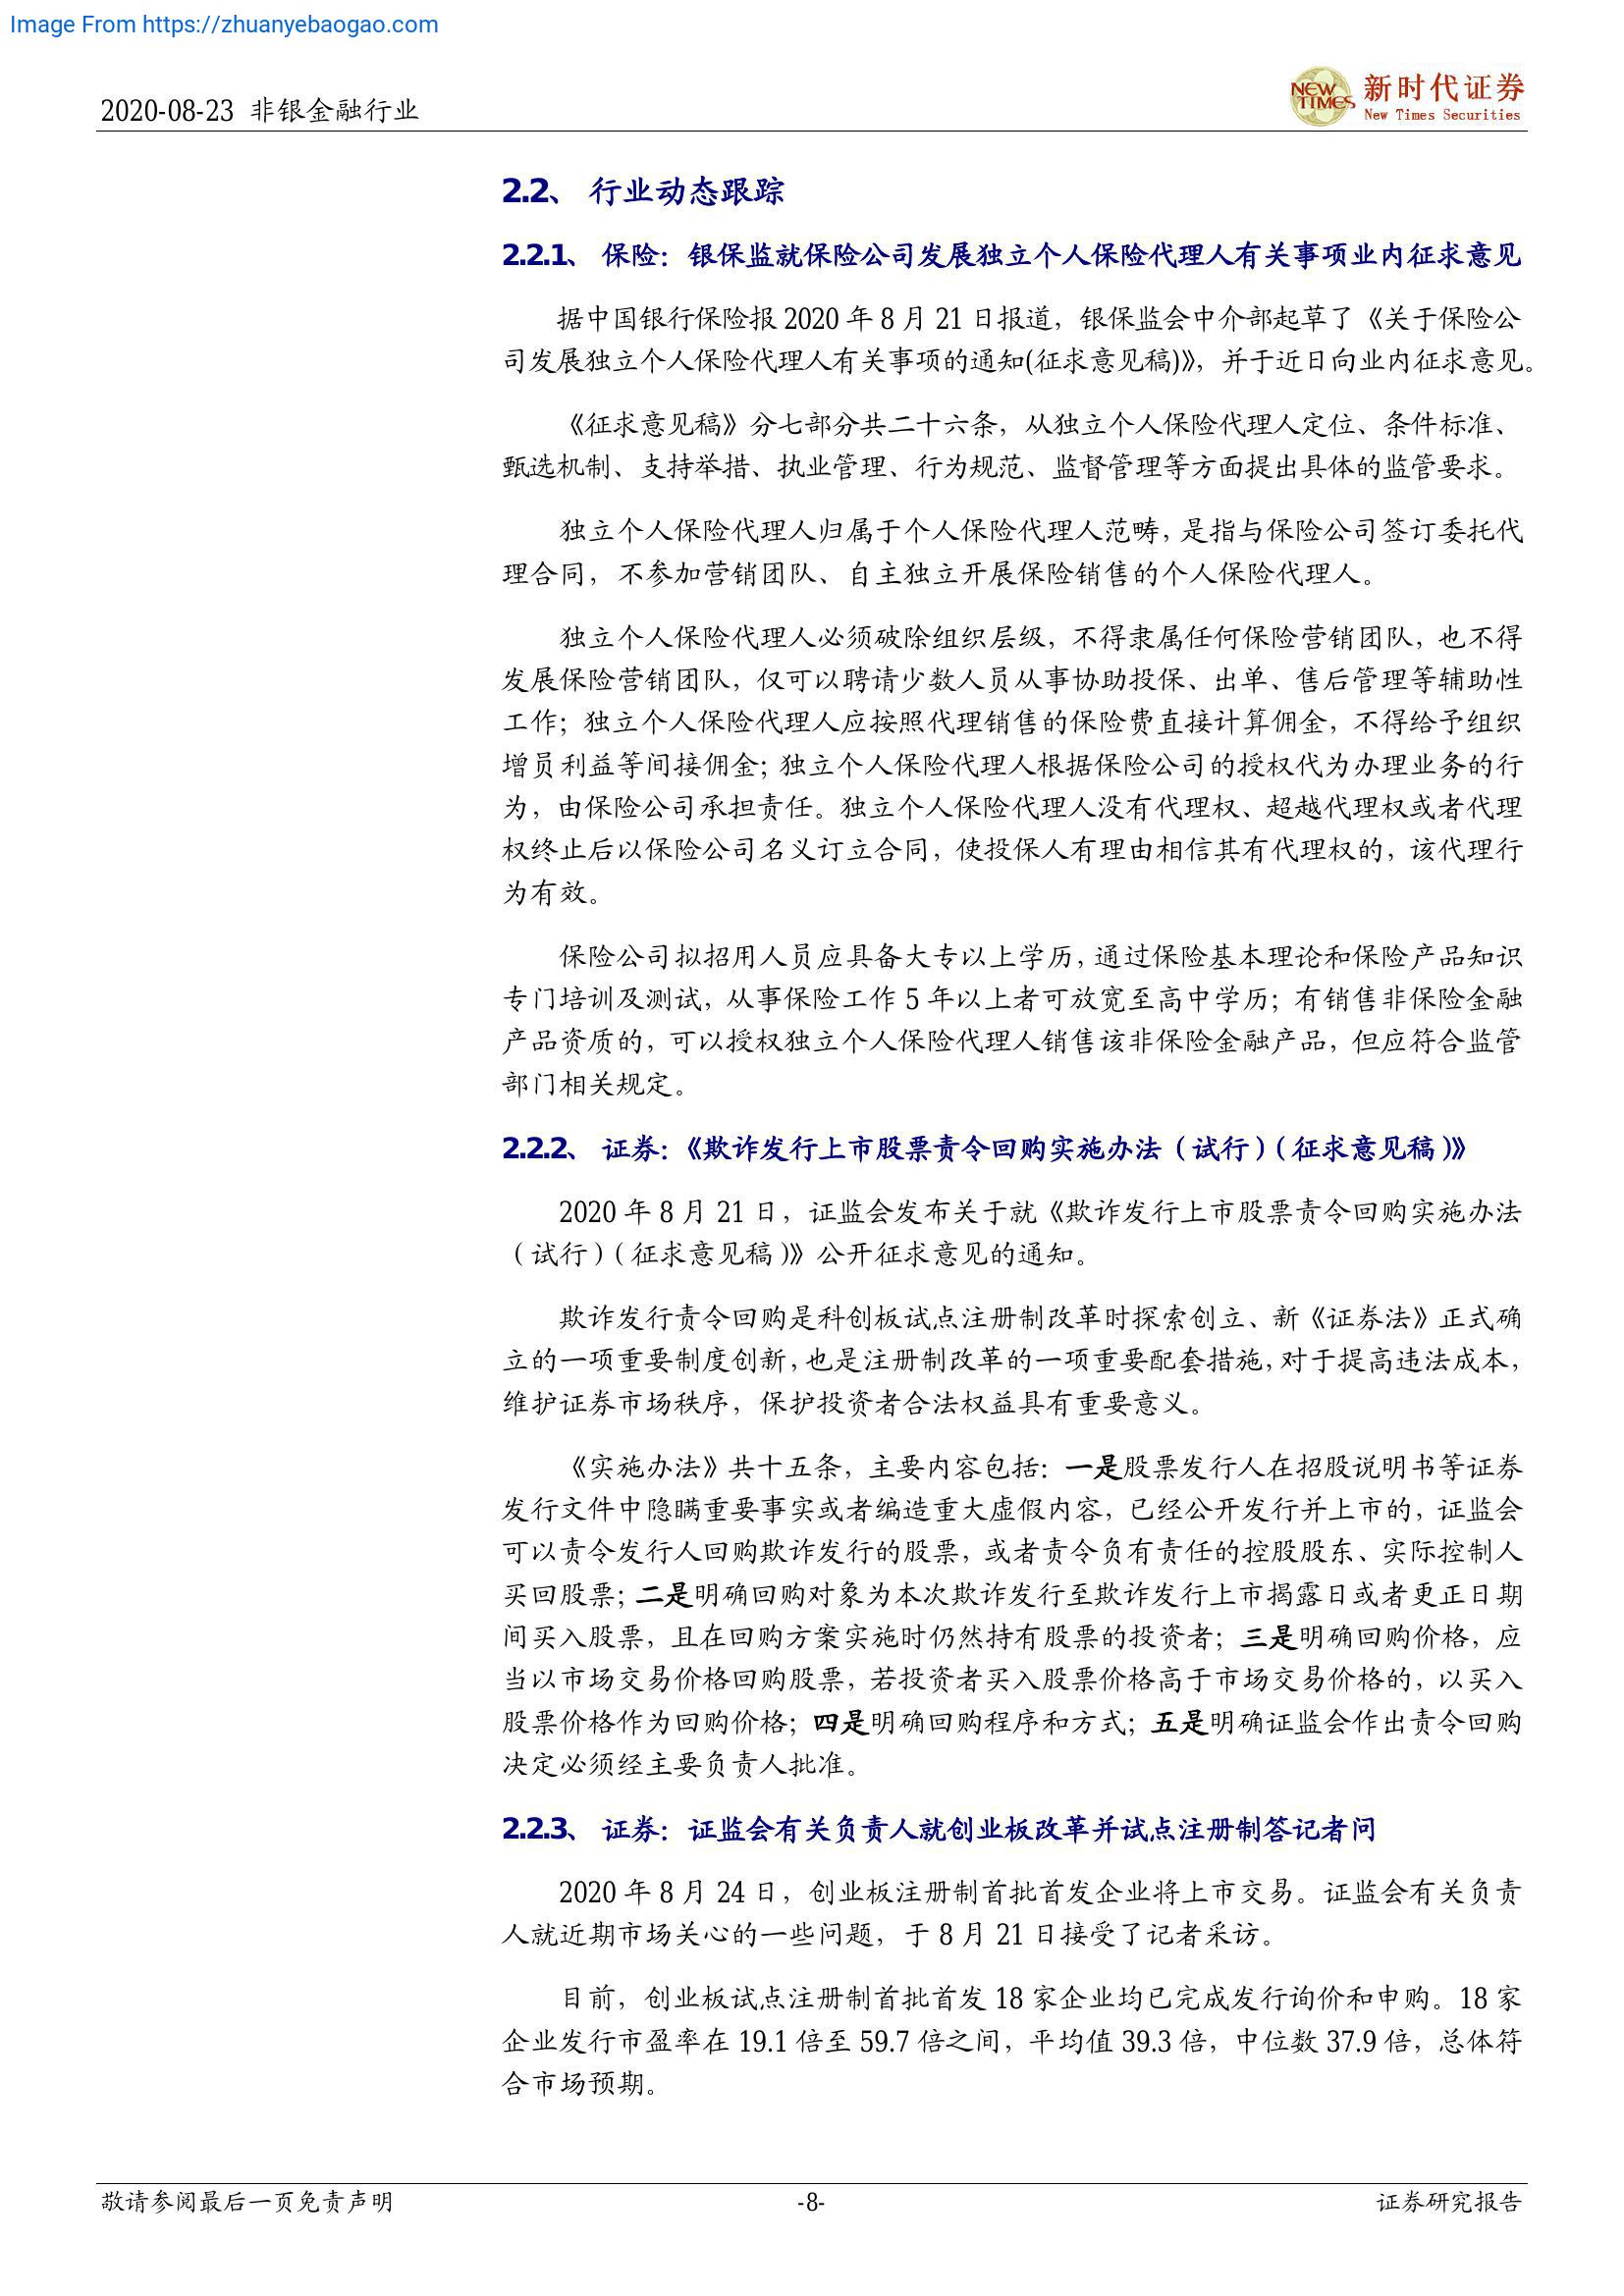 Image From https://zhuanyebaogao.com
2020-08-23 非银金融行业
NEW TIMES
新时代证券
New Times Securities
2.2、 行业动态跟踪
2.2.1、 保险：银保监就保险公司发展独立个人保险代理人有关事项业内征求意见
据中国银行保险报 2020 年 8 月 21 日报道，银保监会中介部起草了《关于保险公
司发展独立个人保险代理人有关事项的通知(征求意见稿)》，并于近日向业内征求意见。
《征求意见稿》分七部分共二十六条，从独立个人保险代理人定位、条件标准、
甄选机制、支持举措、执业管理、行为规范、监督管理等方面提出具体的监管要求。
独立个人保险代理人归属于个人保险代理人范畴，是指与保险公司签订委托代
理合同，不参加营销团队、自主独立开展保险销售的个人保险代理人。
独立个人保险代理人必须破除组织层级，不得隶属任何保险营销团队，也不得
发展保险营销团队，仅可以聘请少数人员从事协助投保、出单、售后管理等辅助性
工作；独立个人保险代理人应按照代理销售的保险费直接计算佣金，不得给予组织
增员利益等间接佣金；独立个人保险代理人根据保险公司的授权代为办理业务的行
为，由保险公司承担责任。独立个人保险代理人没有代理权、超越代理权或者代理
权终止后以保险公司名义订立合同，使投保人有理由相信其有代理权的，该代理行
为有效。
保险公司拟招用人员应具备大专以上学历，通过保险基本理论和保险产品知识
专门培训及测试，从事保险工作 5 年以上者可放宽至高中学历；有销售非保险金融
产品资质的，可以授权独立个人保险代理人销售该非保险金融产品，但应符合监管
部门相关规定。
2.2.2、 证券：《欺诈发行上市股票责令回购实施办法（试行）（征求意见稿）》
2020 年 8 月 21 日，证监会发布关于就《欺诈发行上市股票责令回购实施办法
（试行）（征求意见稿）》公开征求意见的通知。
欺诈发行责令回购是科创板试点注册制改革时探索创立、新《证券法》正式确
立的一项重要制度创新，也是注册制改革的一项重要配套措施，对于提高违法成本，
维护证券市场秩序，保护投资者合法权益具有重要意义。
《实施办法》共十五条，主要内容包括：一是股票发行人在招股说明书等证券
发行文件中隐瞒重要事实或者编造重大虚假内容，已经公开发行并上市的，证监会
可以责令发行人回购欺诈发行的股票，或者责令负有责任的控股股东、实际控制人
买回股票；二是明确回购对象为本次欺诈发行至欺诈发行上市揭露日或者更正日期
间买入股票，且在回购方案实施时仍然持有股票的投资者；三是明确回购价格，应
当以市场交易价格回购股票，若投资者买入股票价格高于市场交易价格的，以买入
股票价格作为回购价格；四是明确回购程序和方式；五是明确证监会作出责令回购
决定必须经主要负责人批准。
2.2.3、 证券：证监会有关负责人就创业板改革并试点注册制答记者问
2020 年 8 月 24 日，创业板注册制首批首发企业将上市交易。证监会有关负责
人就近期市场关心的一些问题，于 8 月 21 日接受了记者采访。
目前，创业板试点注册制首批首发 18 家企业均已完成发行询价和申购。18 家
企业发行市盈率在 19.1 倍至 59.7 倍之间，平均值 39.3 倍，中位数 37.9 倍，总体符
合市场预期。
敬请参阅最后一页免责声明
-8-
证券研究报告